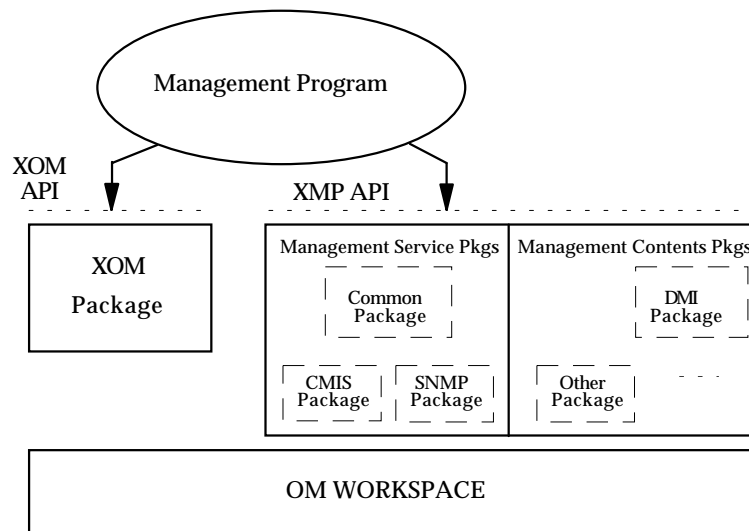 Management Program
XOM
API
XMP API
XOM
Package
Management Service Pkgs
Common
Package
CMIS
Package
SNMP
Package
Management Contents Pkgs
DMI
Package
Other
Package
OM WORKSPACE